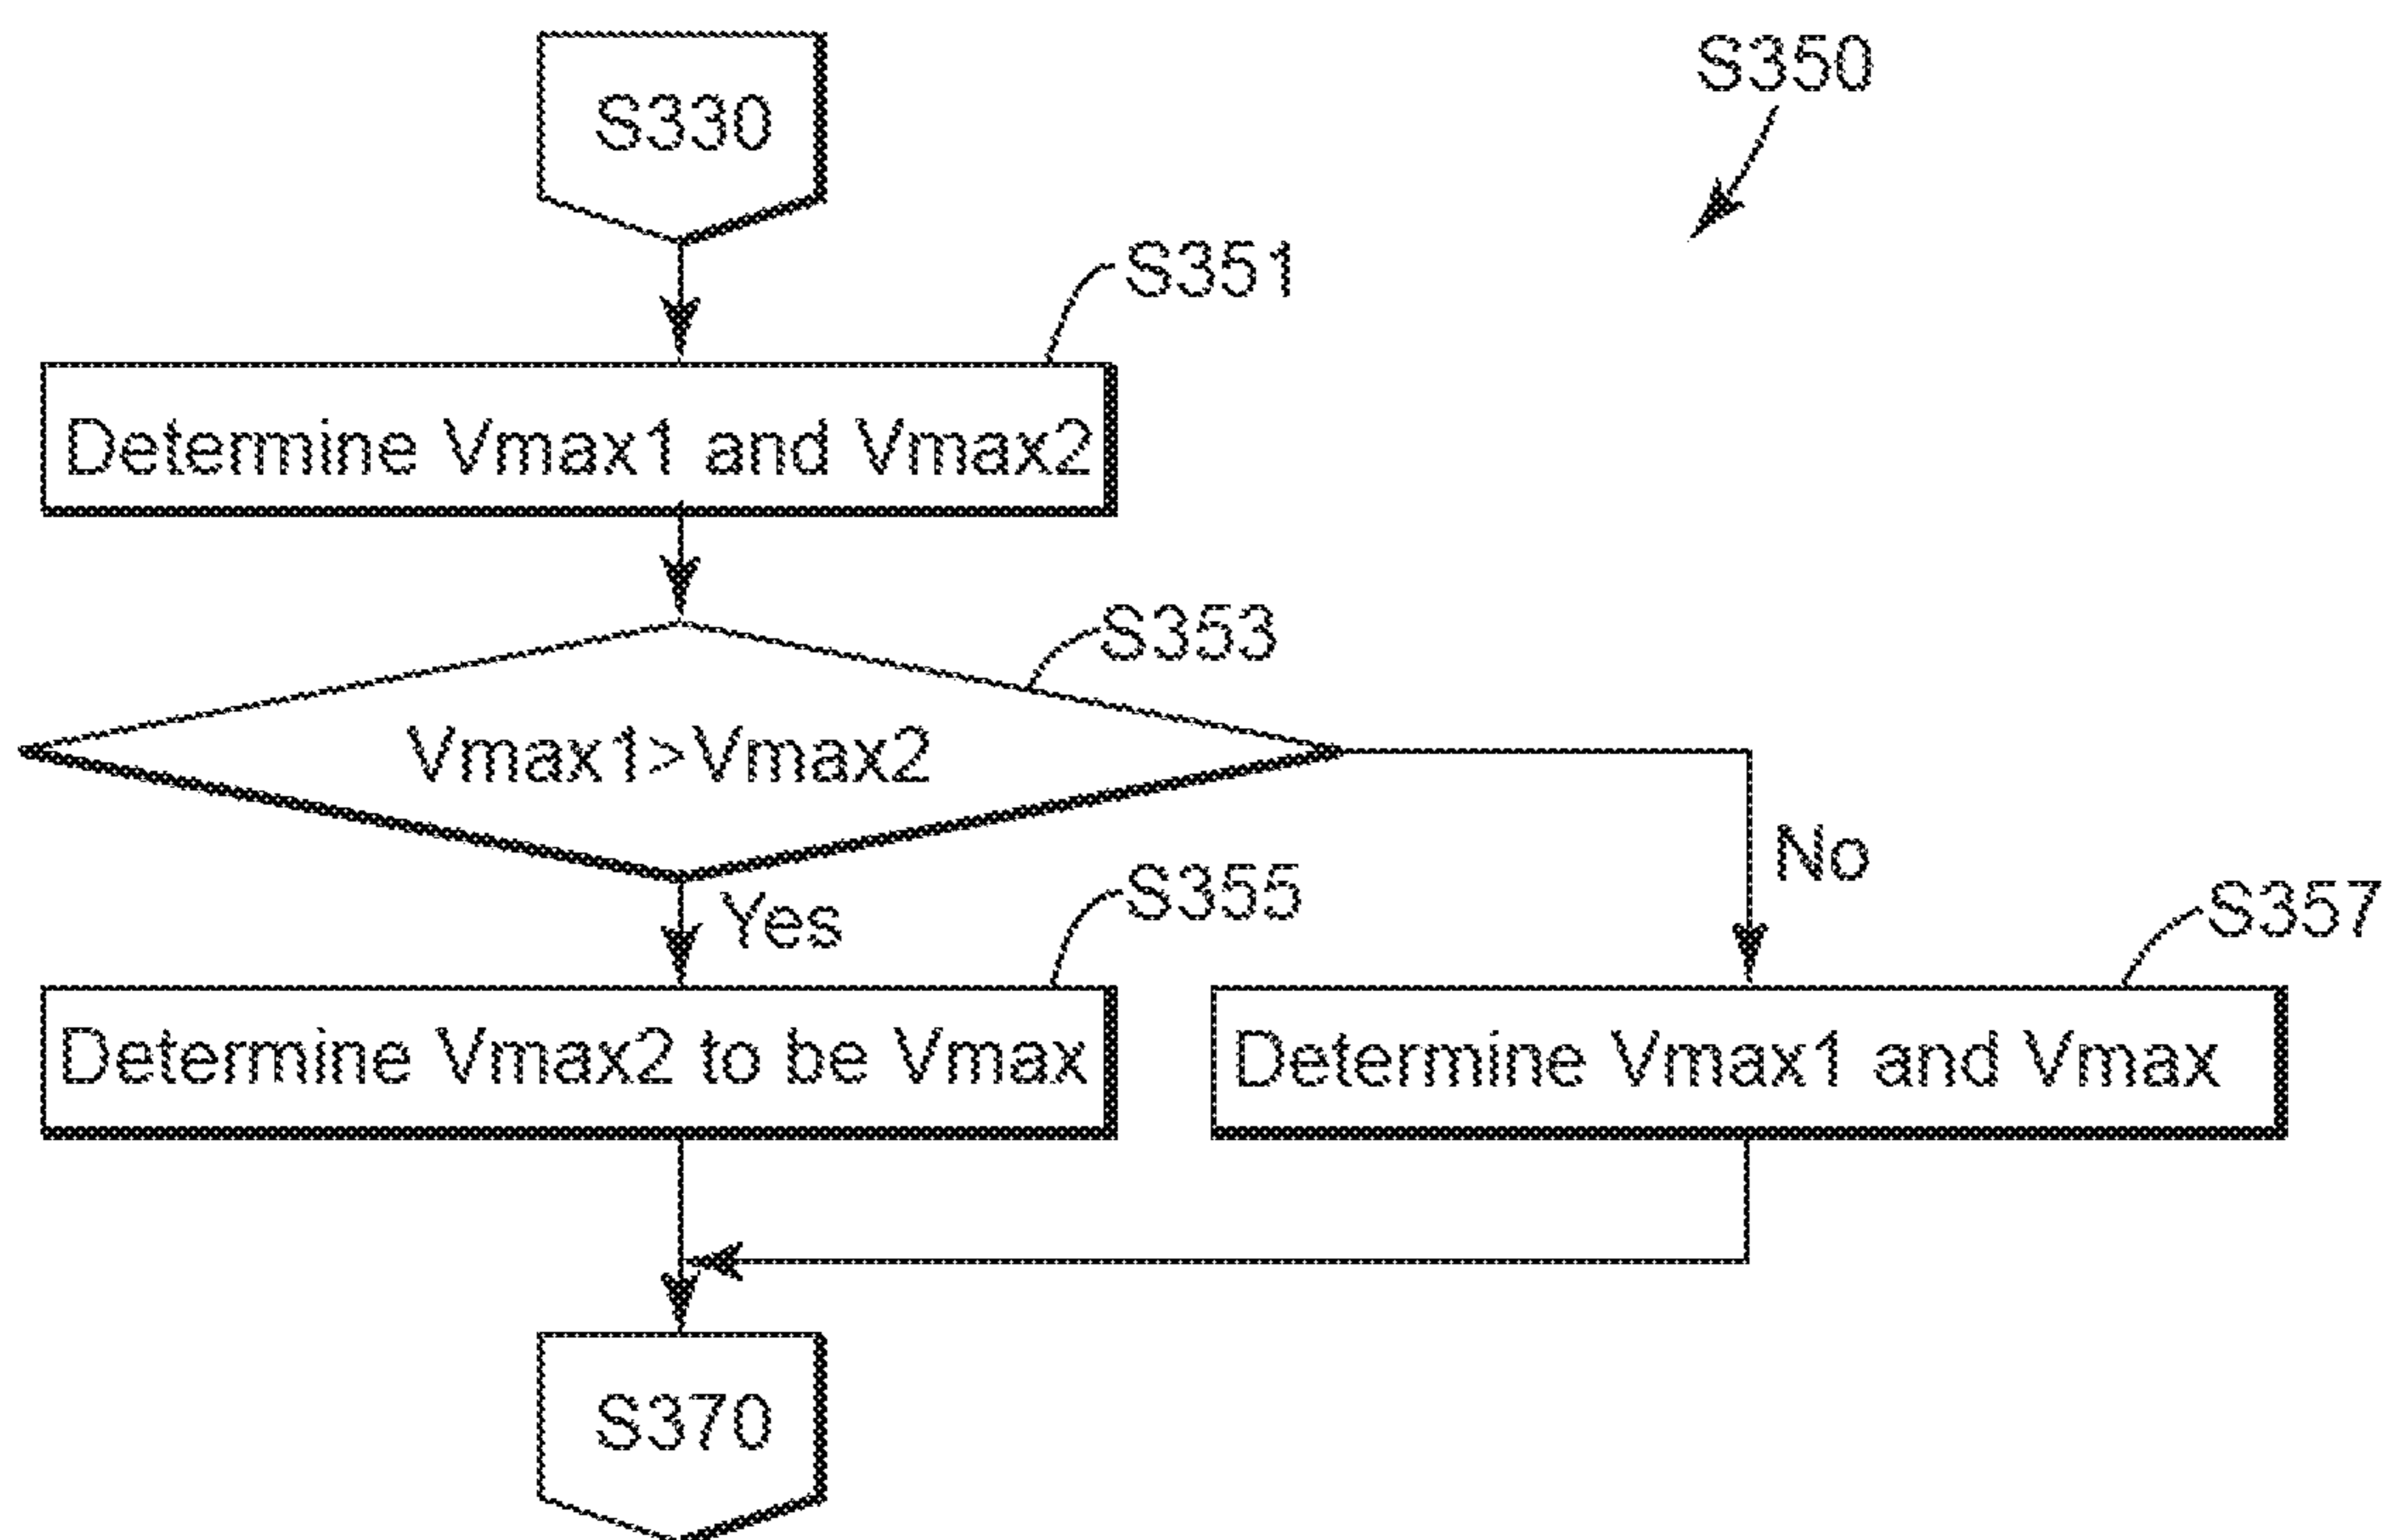 S330
S350
S351
Determine Vmax1 and Vmax2
S353
Vmax1>Vmax2
No
Yes
S355
S357
Determine Vmax2 to be Vmax
Determine Vmax1 and Vmax
S370